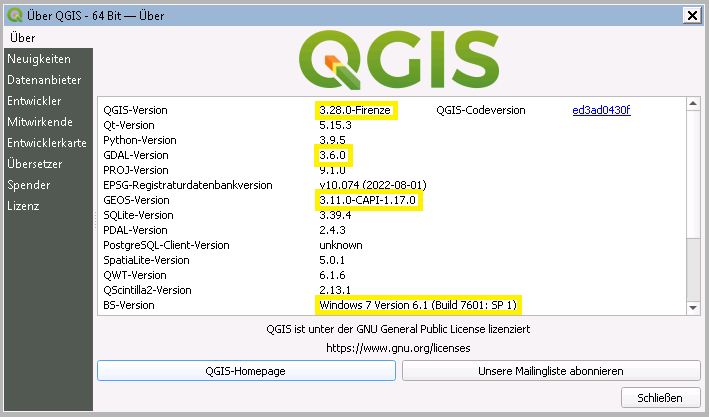 Über QGIS - 64 Bit — Über
Über
Neuigkeiten
Datenanbieter
Entwickler
Mitwirkende
Entwicklerkarte
Übersetzer
Spender
Lizenz
QGIS
QGIS-Version 3.28.0-Firenze QGIS-Codeversion ed3ad0430f
Qt-Version 5.15.3
Python-Version 3.9.5
GDAL-Version 3.6.0
PROJ-Version 9.1.0
EPSG-Registraturdatenbankversion v10.074 (2022-08-01)
GEOS-Version 3.11.0-CAPI-1.17.0
SQLite-Version 3.39.4
PDAL-Version 2.4.3
PostgreSQL-Client-Version unknown
SpatiaLite-Version 5.0.1
QWT-Version 6.1.6
QScintilla2-Version 2.13.1
BS-Version Windows 7 Version 6.1 (Build 7601: SP 1)
QGIS ist unter der GNU General Public License lizenziert
https://www.gnu.org/licenses
QGIS-Homepage
Unsere Mailingliste abonnieren
Schließen